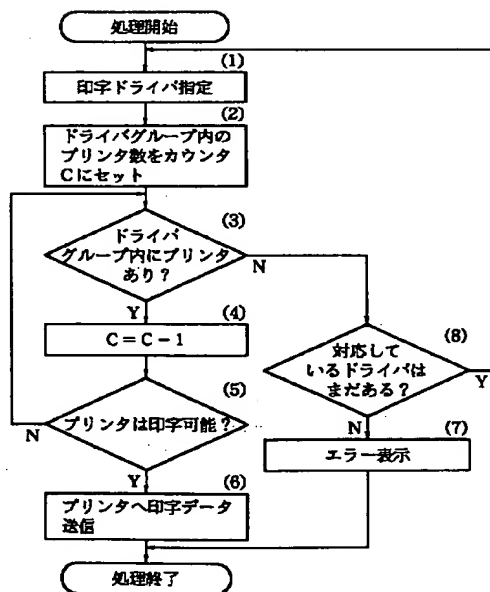 処理開始
(1)
印字ドライバ指定
(2)
ドライバグループ内の
プリンタ数をカウンタ
Cにセット
(3)
ドライバ
グループ内にプリンタ
あり?
N
Y
(4)
C=C-1
(5)
プリンタは印字可能?
N
Y
(6)
プリンタへ印字データ
送信
処理終了
(8)
対応して
いるドライバは
まだある?
Y
N
(7)
エラー表示